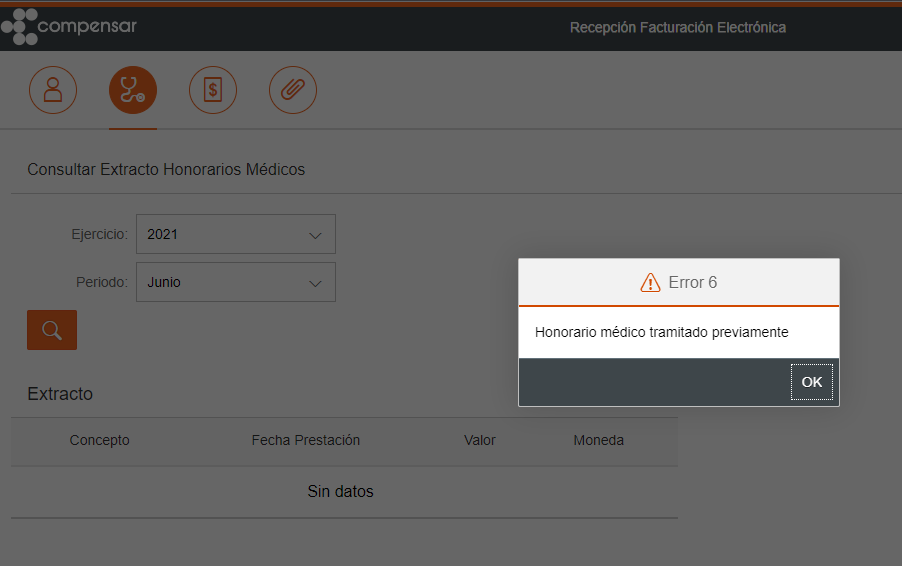 compensar
Recepción Facturación Electrónica
$
Consultar Extracto Honorarios Médicos
Ejercicio: 2021
Periodo: Junio
Error 6
Honorario médico tramitado previamente
OK
Extracto
Concepto Fecha Prestación Valor Moneda
Sin datos